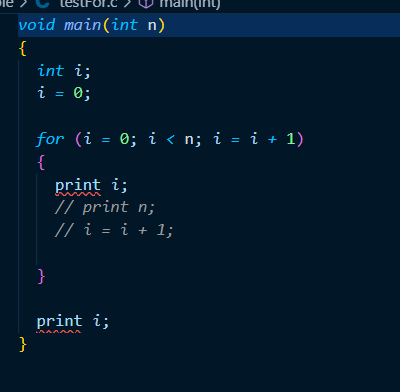 ple > C testFor.c > main(int)
void main(int n)
{
int i;
i = 0;
for (i = 0; i < n; i = i + 1)
{
print i;
// print n;
// i = i + 1;
}
print i;
}